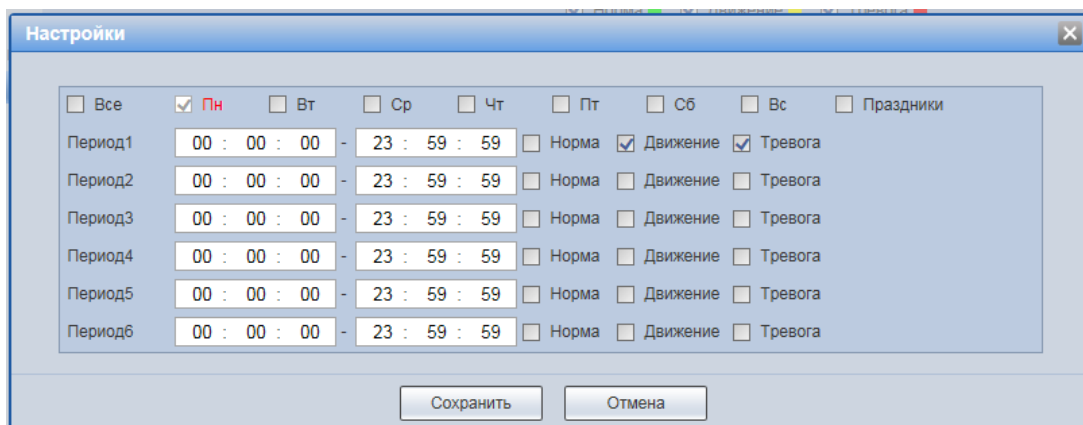 Норма Движение Тревога
Настройки
Все Пн Вт Ср Чт Пт Сб Вс Праздники
Период1 00 : 00 : 00 - 23 : 59 : 59 Норма Движение Тревога
Период2 00 : 00 : 00 - 23 : 59 : 59 Норма Движение Тревога
Период3 00 : 00 : 00 - 23 : 59 : 59 Норма Движение Тревога
Период4 00 : 00 : 00 - 23 : 59 : 59 Норма Движение Тревога
Период5 00 : 00 : 00 - 23 : 59 : 59 Норма Движение Тревога
Период6 00 : 00 : 00 - 23 : 59 : 59 Норма Движение Тревога
Сохранить Отмена